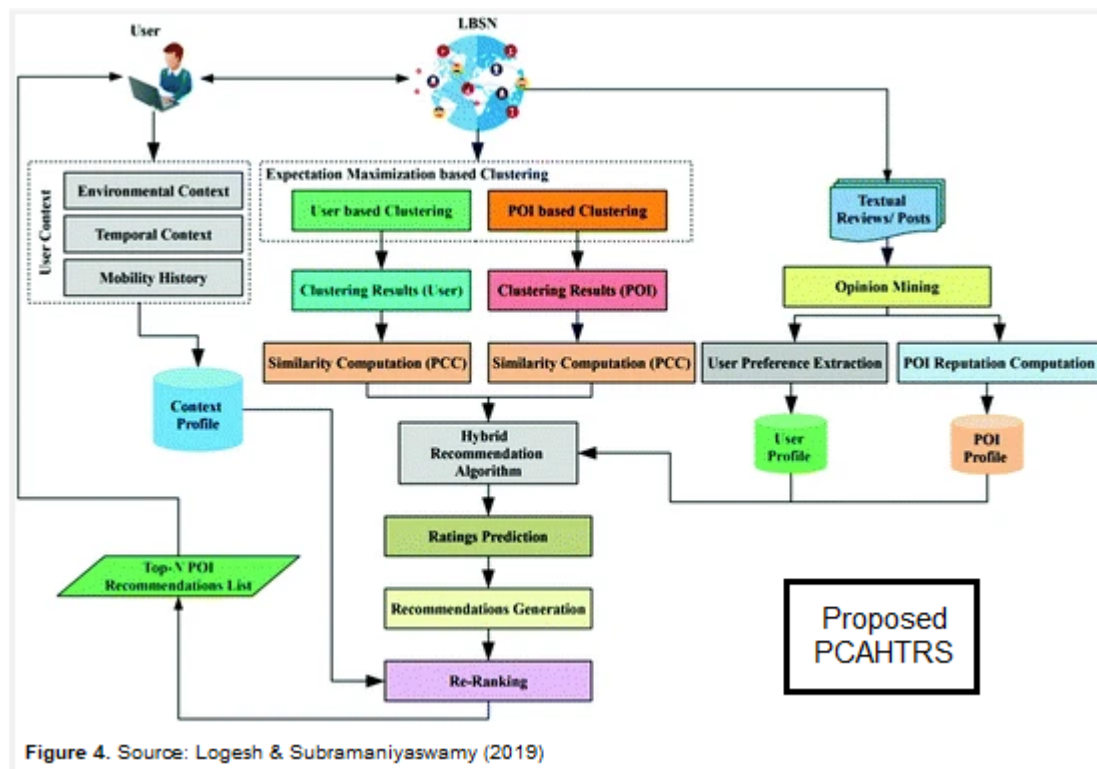 User
LBSN
Expectation Maximization based Clustering
User Context
Environmental Context
Temporal Context
Mobility History
User based Clustering
POI based Clustering
Textual
Reviews/ Posts
Clustering Results (User)
Clustering Results (POI)
Opinion Mining
Similarity Computation (PCC)
Similarity Computation (PCC)
User Preference Extraction
POI Reputation Computation
Context
Profile
Hybrid
Recommendation
Algorithm
User
Profile
POI
Profile
Ratings Prediction
Top-N POI
Recommendations List
Recommendations Generation
Proposed
PCAHTRS
Re-Ranking
Figure 4. Source: Logesh & Subramaniyaswamy (2019)